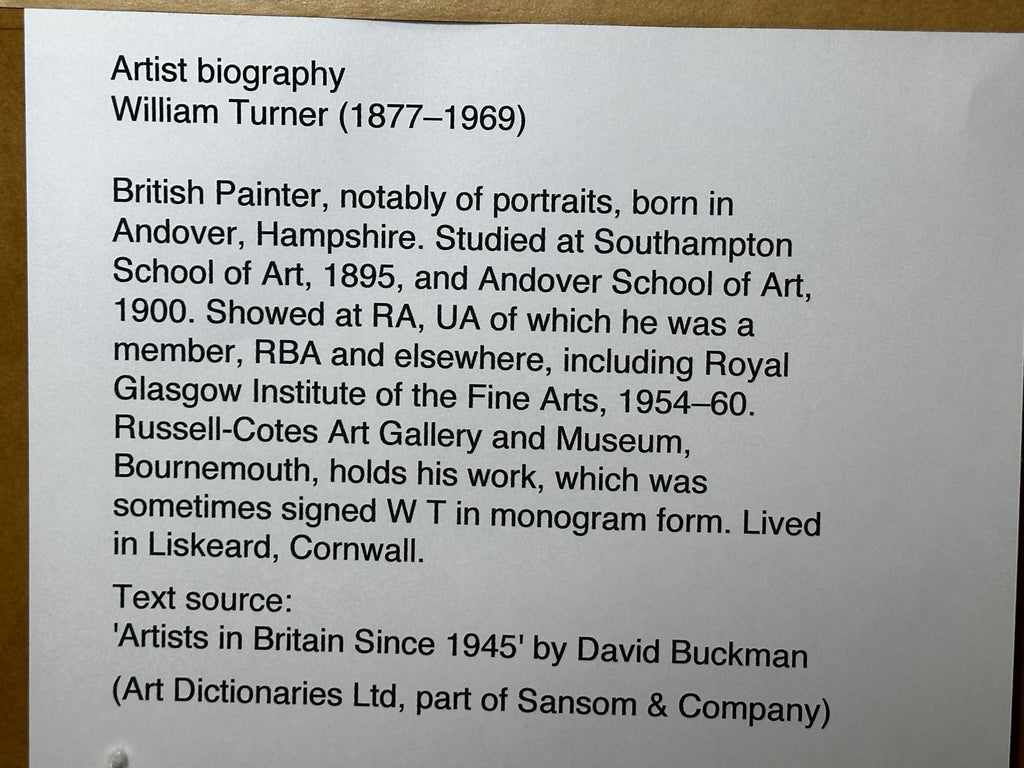 Artist biography
William Turner (1877–1969)
British Painter, notably of portraits, born in
Andover, Hampshire. Studied at Southampton
School of Art, 1895, and Andover School of Art,
1900. Showed at RA, UA of which he was a
member, RBA and elsewhere, including Royal
Glasgow Institute of the Fine Arts, 1954–60.
Russell-Cotes Art Gallery and Museum,
Bournemouth, holds his work, which was
sometimes signed W T in monogram form. Lived
in Liskeard, Cornwall.
Text source:
'Artists in Britain Since 1945' by David Buckman
(Art Dictionaries Ltd, part of Sansom & Company)